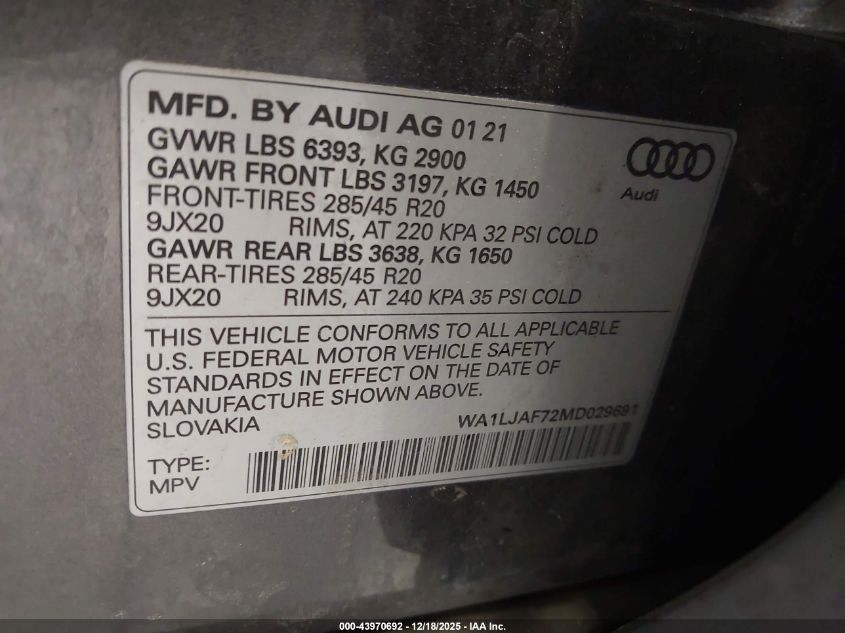 MFD. BY AUDI AG 01 21
GVWR LBS 6393, KG 2900
GAWR FRONT LBS 3197, KG 1450
FRONT-TIRES 285/45 R20
9JX20 RIMS, AT 220 KPA 32 PSI COLD
GAWR REAR LBS 3638, KG 1650
REAR-TIRES 285/45 R20
9JX20 RIMS, AT 240 KPA 35 PSI COLD
Audi
THIS VEHICLE CONFORMS TO ALL APPLICABLE
U.S. FEDERAL MOTOR VEHICLE SAFETY
STANDARDS IN EFFECT ON THE DATE OF
MANUFACTURE SHOWN ABOVE.
SLOVAKIA WA1LJAF72MD029691
TYPE:
MPV
000-43970692 - 12/18/2025 - WWW.IAAI.COM